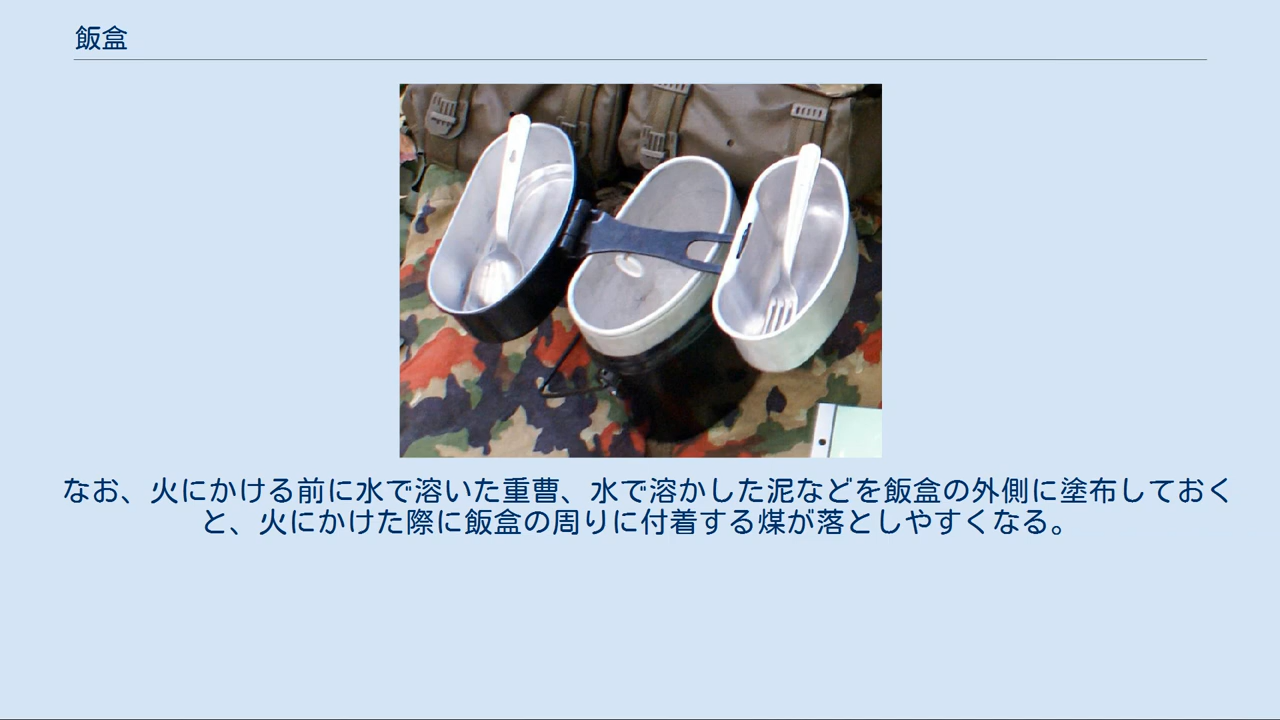 飯盒
なお、火にかける前に水で溶いた重曹、水で溶かした泥などを飯盒の外側に塗布しておく
と、火にかけた際に飯盒の周りに付着する煤が落としやすくなる。